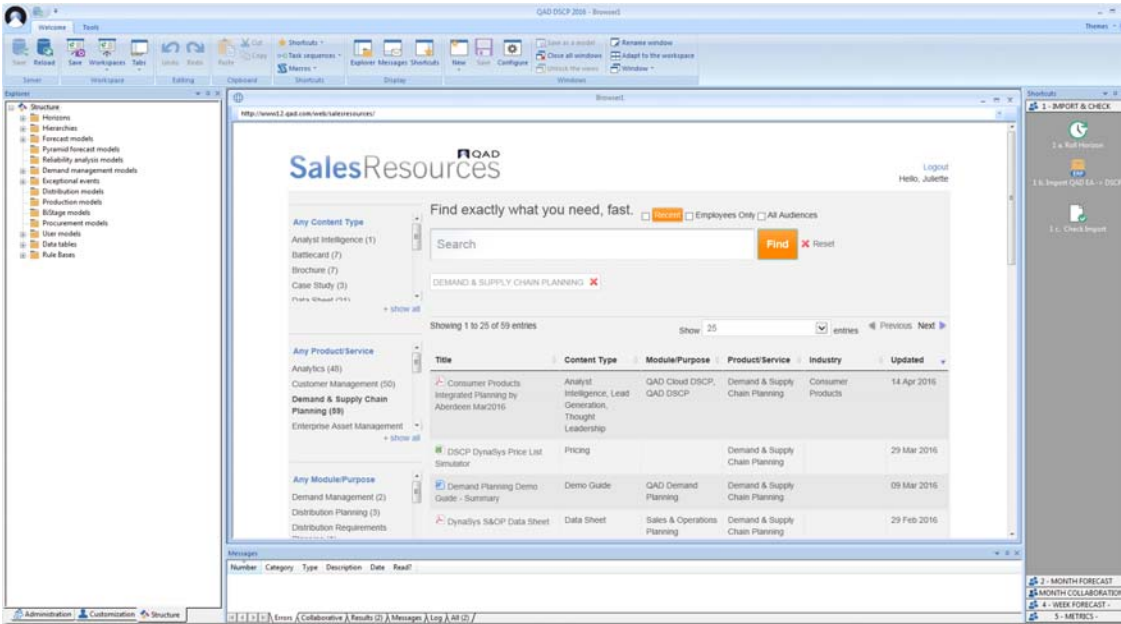 QAD DSCP 2016 - Browser1
Welcome Tools
Themes
Save Reload Save Workspaces Tabs Undo Redo Paste Cut Copy Shortcuts Task sequences Macros Explorer Messages Shortcuts New Save Configure Save as a model Close all windows Unlock the views Rename window Adapt to the workspace Window
Server Workspace Editing Clipboard Shortcuts Display Windows
Explorer
Structure
Horizons
Hierarchies
Forecast models
Pyramid forecast models
Reliability analysis models
Demand management models
Exceptional events
Distribution models
Production models
BiStage models
Procurement models
User models
Data tables
Rule Bases
Administration Customization Structure
Browser1
http://www12.qad.com/web/salesresources/
QAD
SalesResources
Logout
Hello, Juliette
Any Content Type
Analyst Intelligence (1)
Battlecard (7)
Brochure (7)
Case Study (3)
Data Sheet (21)
+ show all
Any Product/Service
Analytics (48)
Customer Management (50)
Demand & Supply Chain
Planning (59)
Enterprise Asset Management
+ show all
Any Module/Purpose
Demand Management (2)
Distribution Planning (3)
Distribution Requirements
Find exactly what you need, fast. Recent Employees Only All Audiences
Search Find Reset
DEMAND & SUPPLY CHAIN PLANNING
Showing 1 to 25 of 59 entries Show 25 entries Previous Next
Title Content Type Module/Purpose Product/Service Industry Updated
Consumer Products Integrated Planning by Aberdeen Mar2016 Analyst Intelligence, Lead Generation, Thought Leadership QAD Cloud DSCP, QAD DSCP Demand & Supply Chain Planning Consumer Products 14 Apr 2016
DSCP DynaSys Price List Simulator Pricing Demand & Supply Chain Planning 29 Mar 2016
Demand Planning Demo Guide - Summary Demo Guide QAD Demand Planning Demand & Supply Chain Planning 09 Mar 2016
DynaSys S&OP Data Sheet Data Sheet Sales & Operations Planning Demand & Supply Chain Planning 29 Feb 2016
Messages
Number Category Type Description Date Read?
Errors Collaborative Results (2) Messages Log All (2)
Shortcuts
1 - IMPORT & CHECK
1 a. Roll Horizon
ERP
1 b. Import QAD EA -> DSCP
1 c. Check Import
2 - MONTH FORECAST
MONTH COLLABORATION
4 - WEEK FORECAST -
5 - METRICS -